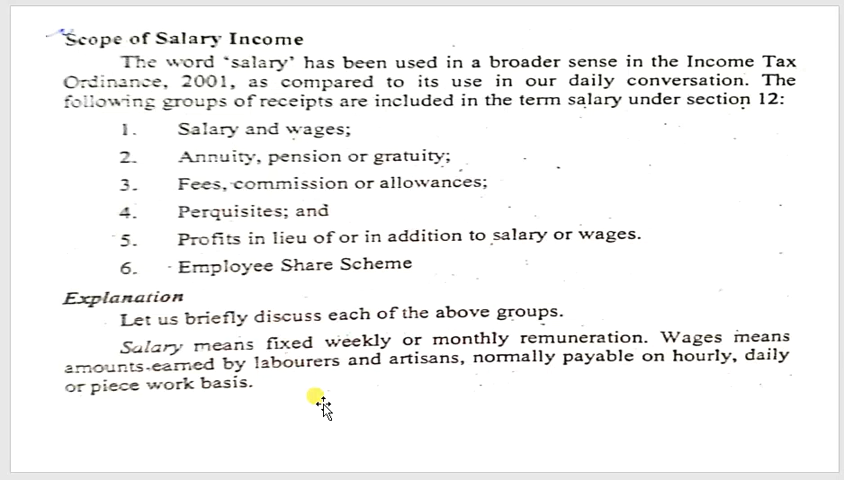 Scope of Salary Income
The word 'salary' has been used in a broader sense in the Income Tax
Ordinance, 2001, as compared to its use in our daily conversation. The
following groups of receipts are included in the term salary under section 12:
1. Salary and wages;
2. Annuity, pension or gratuity;
3. Fees, commission or allowances;
4. Perquisites; and
5. Profits in lieu of or in addition to salary or wages.
6. Employee Share Scheme
Explanation
Let us briefly discuss each of the above groups.
Salary means fixed weekly or monthly remuneration. Wages means
amounts earned by labourers and artisans, normally payable on hourly, daily
or piece work basis.